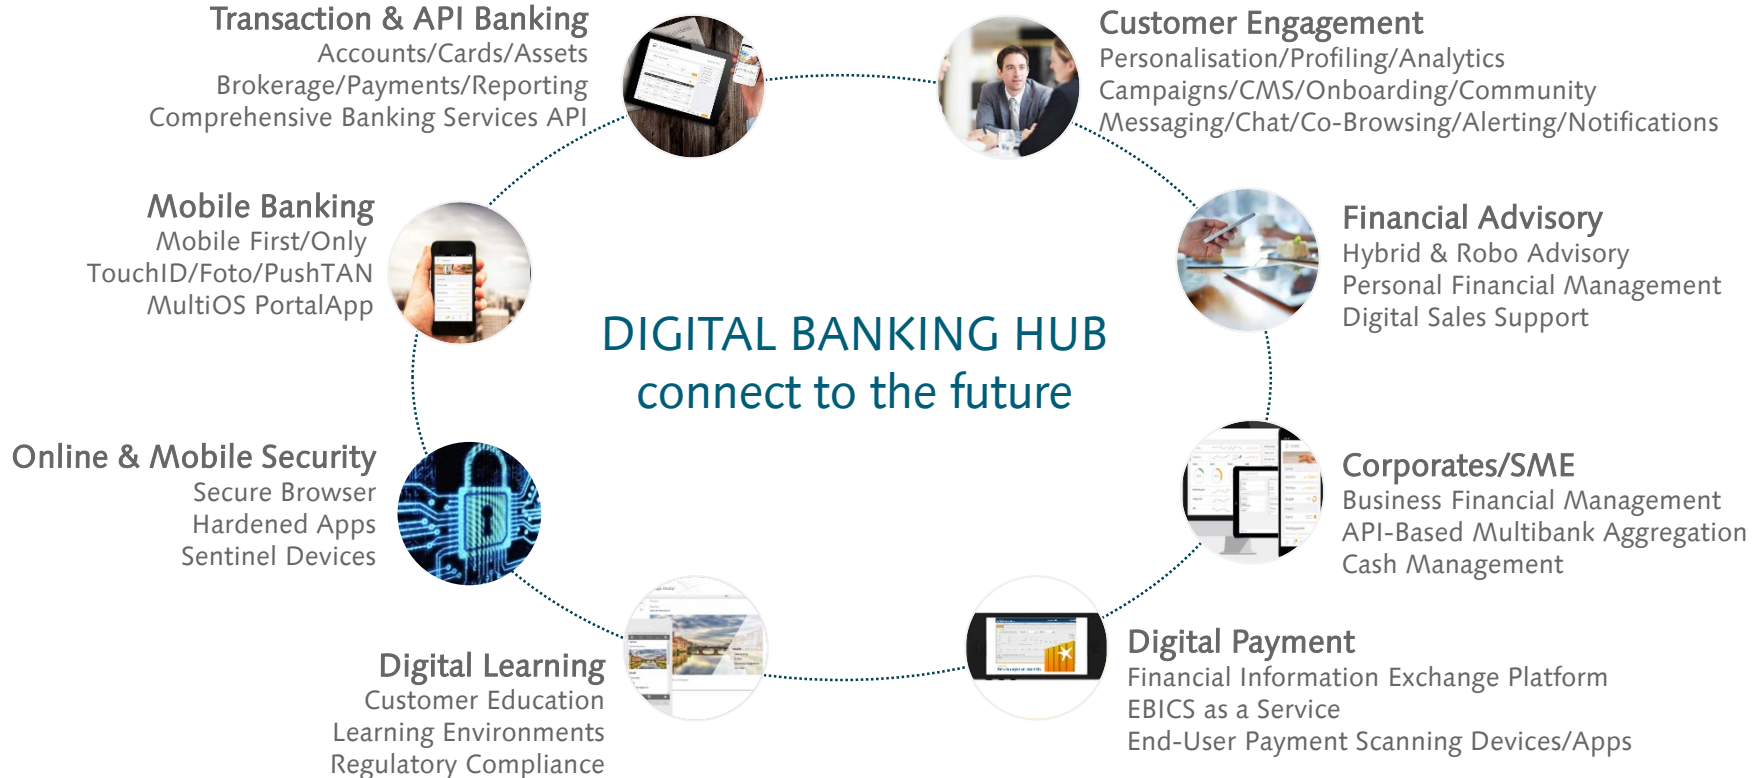 Transaction & API Banking
Accounts/Cards/Assets
Brokerage/Payments/Reporting
Comprehensive Banking Services API
Customer Engagement
Personalisation/Profiling/Analytics
Campaigns/CMS/Onboarding/Community
Messaging/Chat/Co-Browsing/Alerting/Notifications
Mobile Banking
Mobile First/Only
TouchID/Foto/PushTAN
MultiOS PortalApp
Financial Advisory
Hybrid & Robo Advisory
Personal Financial Management
Digital Sales Support
DIGITAL BANKING HUB
connect to the future
Online & Mobile Security
Secure Browser
Hardened Apps
Sentinel Devices
Corporates/SME
Business Financial Management
API-Based Multibank Aggregation
Cash Management
Digital Learning
Customer Education
Learning Environments
Regulatory Compliance
Digital Payment
Financial Information Exchange Platform
EBICS as a Service
End-User Payment Scanning Devices/Apps